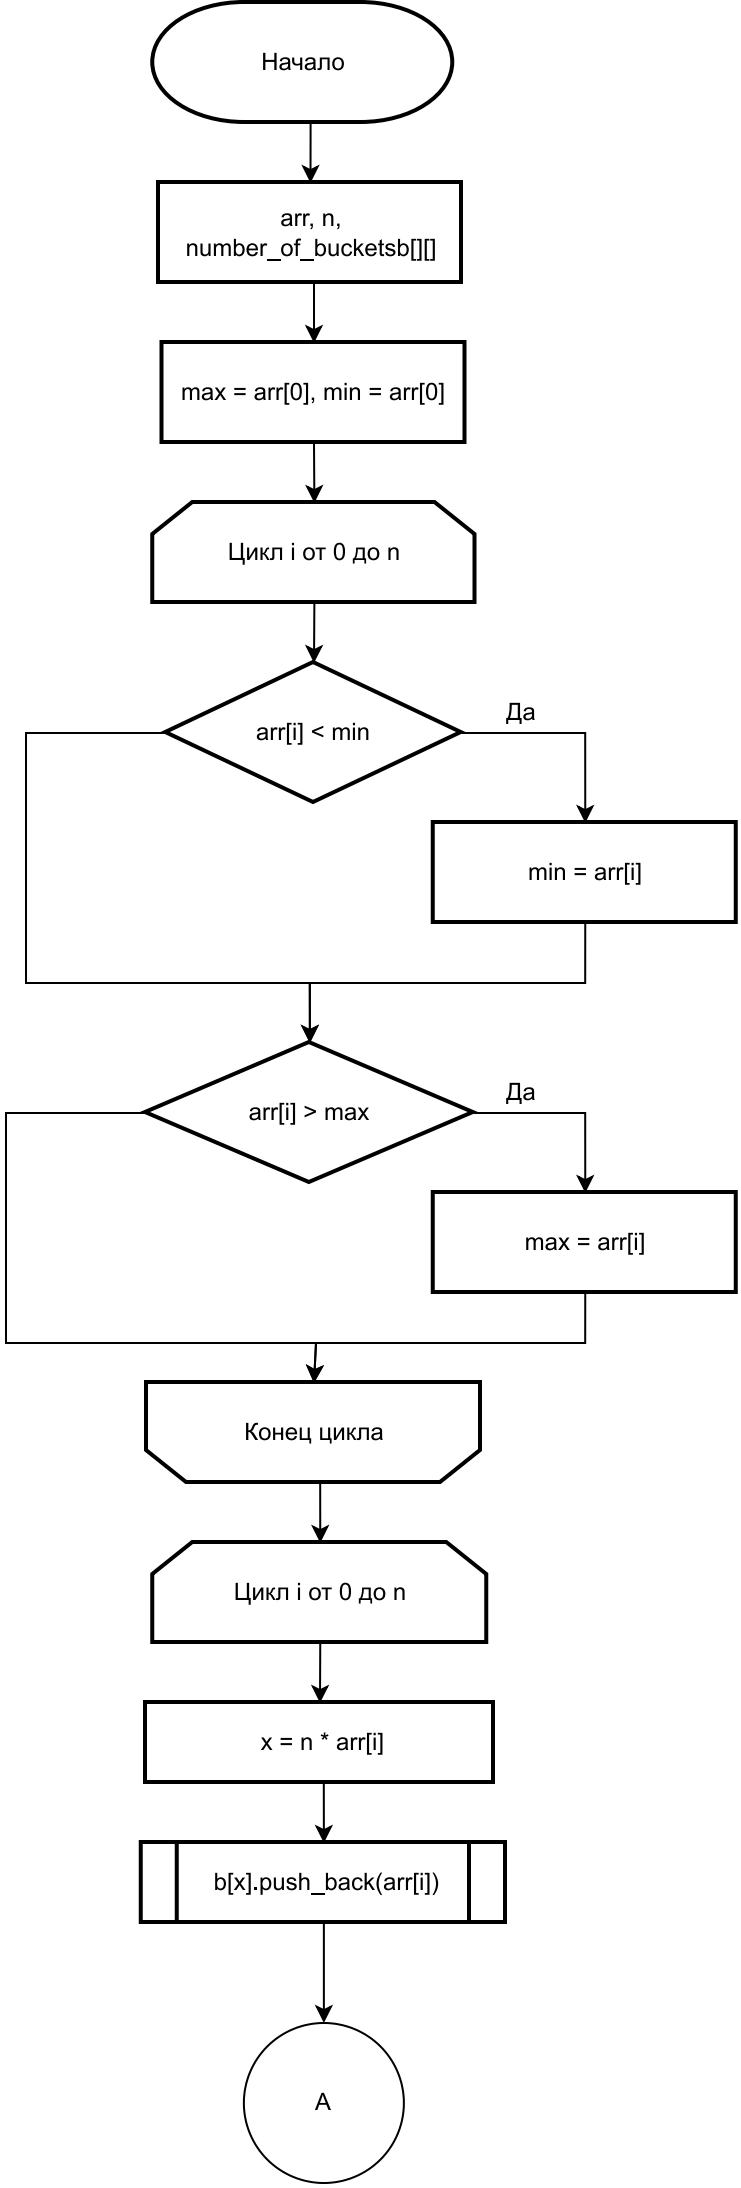 Начало
arr, n,
number_of_bucketsb[][]
max = arr[0], min = arr[0]
Цикл i от 0 до n
arr[i] < min
Да
min = arr[i]
arr[i] > max
Да
max = arr[i]
Конец цикла
Цикл i от 0 до n
x = n * arr[i]
b[x].push_back(arr[i])
A